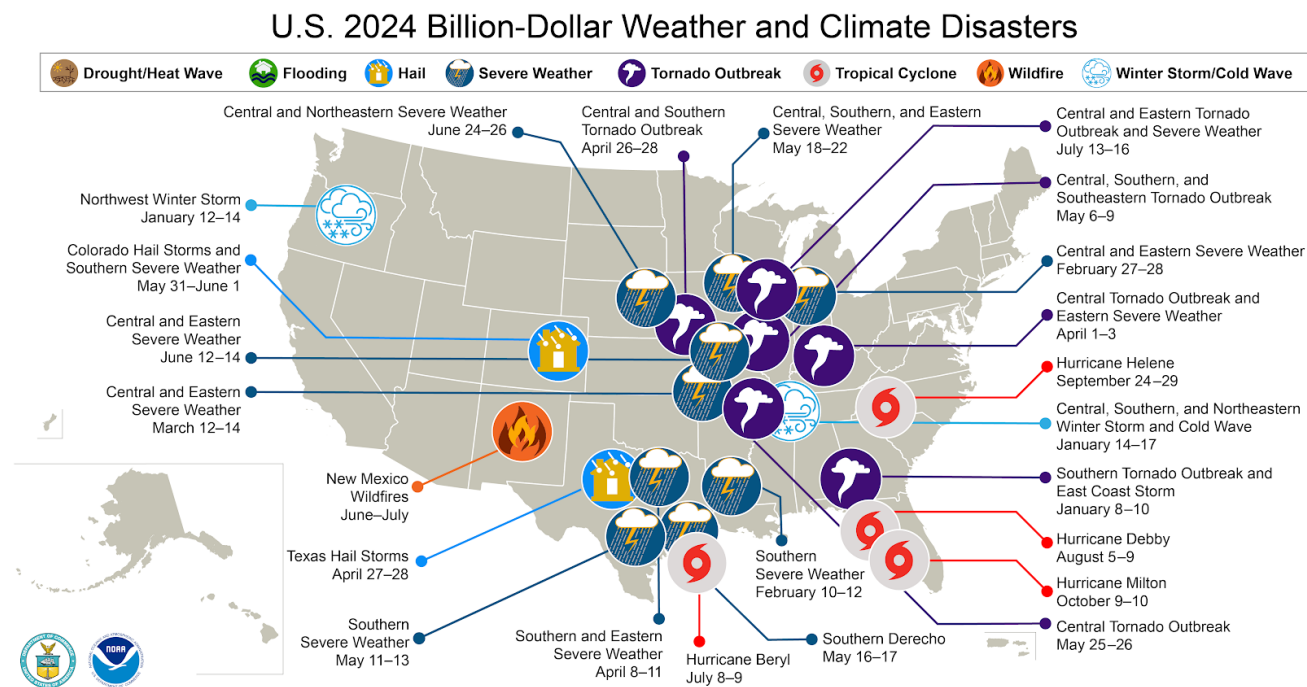 U.S. 2024 Billion-Dollar Weather and Climate Disasters
Drought/Heat Wave
Flooding
Hail
Severe Weather
Tornado Outbreak
Tropical Cyclone
Wildfire
Winter Storm/Cold Wave
Central and Northeastern Severe Weather
June 24–26
Central and Southern
Tornado Outbreak
April 26–28
Central, Southern, and Eastern
Severe Weather
May 18–22
Central and Eastern Tornado
Outbreak and Severe Weather
July 13–16
Central, Southern, and
Southeastern Tornado Outbreak
May 6–9
Central and Eastern Severe Weather
February 27–28
Central Tornado Outbreak and
Eastern Severe Weather
April 1–3
Hurricane Helene
September 24–29
Central, Southern, and Northeastern
Winter Storm and Cold Wave
January 14–17
Southern Tornado Outbreak and
East Coast Storm
January 8–10
Hurricane Debby
August 5–9
Hurricane Milton
October 9–10
Central Tornado Outbreak
May 25–26
Northwest Winter Storm
January 12–14
Colorado Hail Storms and
Southern Severe Weather
May 31–June 1
Central and Eastern
Severe Weather
June 12–14
Central and Eastern
Severe Weather
March 12–14
New Mexico
Wildfires
June–July
Texas Hail Storms
April 27–28
Southern
Severe Weather
May 11–13
Southern and Eastern
Severe Weather
April 8–11
Hurricane Beryl
July 8–9
Southern Derecho
May 16–17
Southern
Severe Weather
February 10–12
NOAA